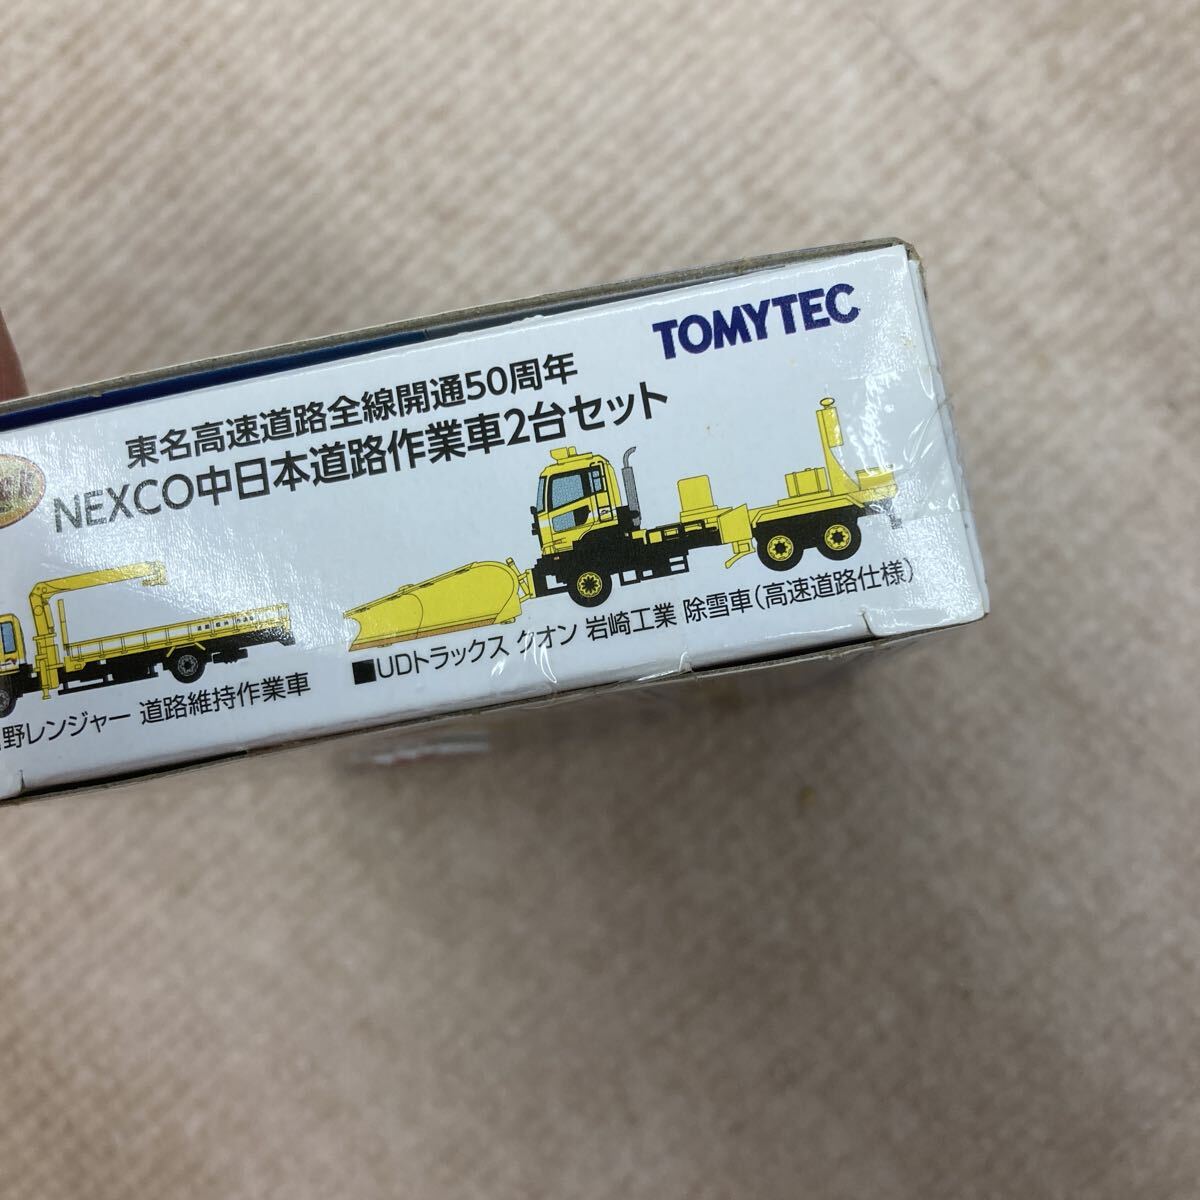 TOMYTEC
東名高速道路全線開通50周年
NEXCO中日本道路作業車2台セット
野レンジャー 道路維持作業車
■UDトラックス クオン 岩崎工業 除雪車(高速道路仕様)